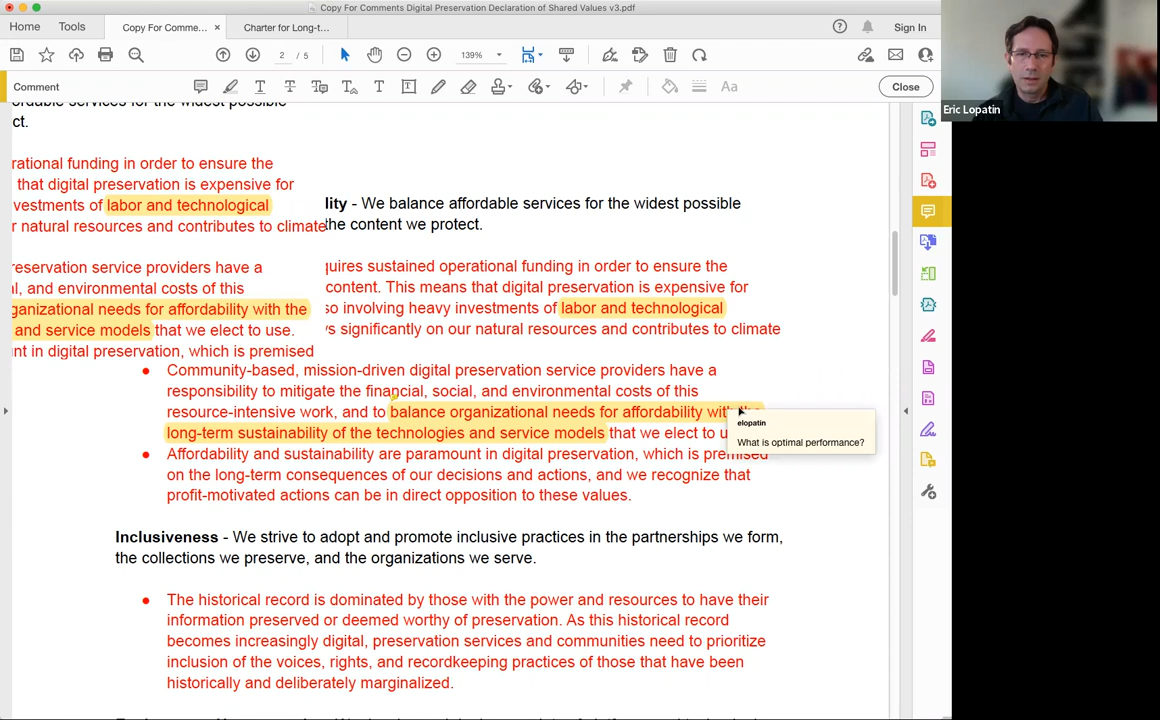 Copy For Comments Digital Preservation Declaration of Shared Values v3.pdf
Home Tools Copy For Comme... × Charter for Long-t... Sign In
2 / 5 139%
Comment Close
Eric Lopatin
ordable services for the widest possible
ct.
rational funding in order to ensure the
that digital preservation is expensive for
vestments of labor and technological
r natural resources and contributes to climate
reservation service providers have a
l, and environmental costs of this
ganizational needs for affordability with the
and service models that we elect to use.
nt in digital preservation, which is premised
lity - We balance affordable services for the widest possible
the content we protect.
quires sustained operational funding in order to ensure the
content. This means that digital preservation is expensive for
so involving heavy investments of labor and technological
s significantly on our natural resources and contributes to climate
● Community-based, mission-driven digital preservation service providers have a
responsibility to mitigate the financial, social, and environmental costs of this
resource-intensive work, and to balance organizational needs for affordability with the
long-term sustainability of the technologies and service models that we elect to u
elopatin
What is optimal performance?
● Affordability and sustainability are paramount in digital preservation, which is premised
on the long-term consequences of our decisions and actions, and we recognize that
profit-motivated actions can be in direct opposition to these values.
Inclusiveness - We strive to adopt and promote inclusive practices in the partnerships we form,
the collections we preserve, and the organizations we serve.
● The historical record is dominated by those with the power and resources to have their
information preserved or deemed worthy of preservation. As this historical record
becomes increasingly digital, preservation services and communities need to prioritize
inclusion of the voices, rights, and recordkeeping practices of those that have been
historically and deliberately marginalized.